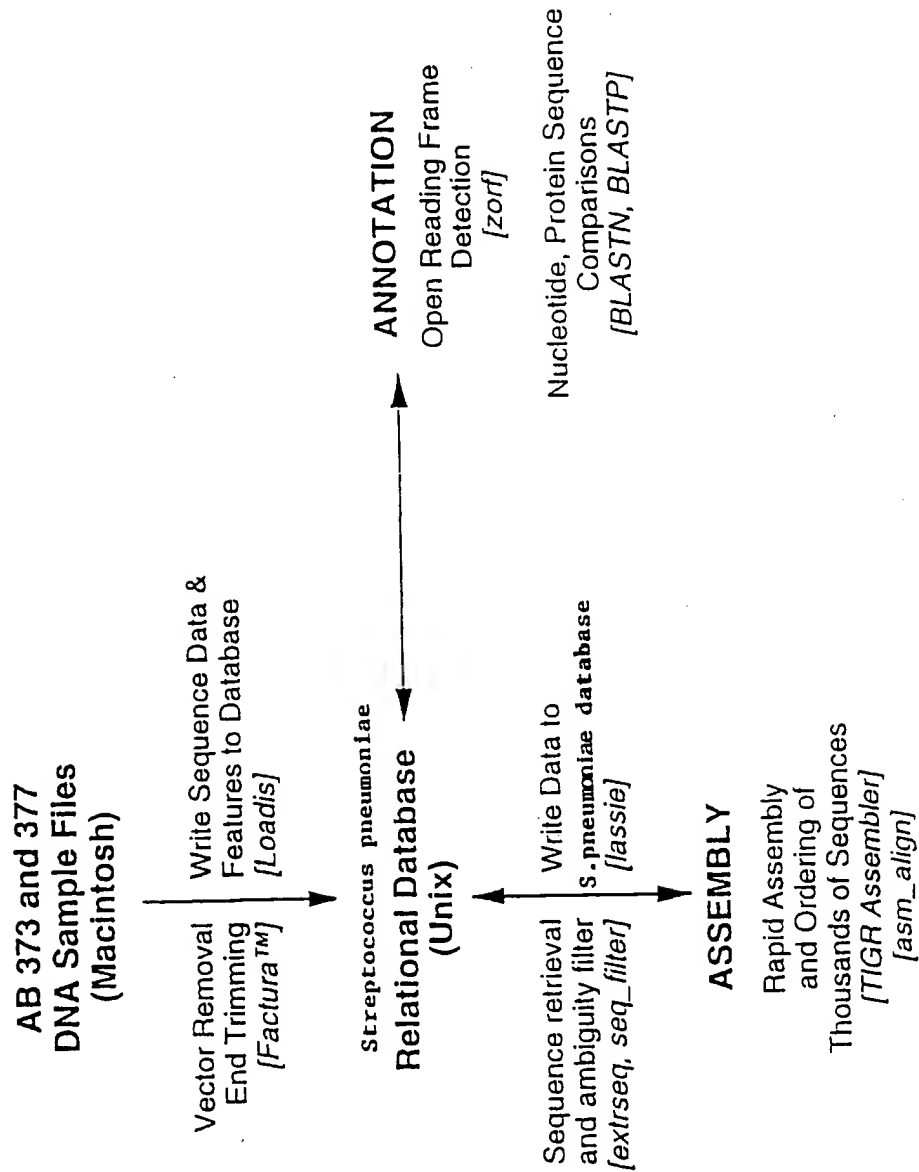 AB 373 and 377
DNA Sample Files
(Macintosh)
Vector Removal
End Trimming
[Factura™]
Write Sequence Data &
Features to Database
[Loadis]
Streptococcus pneumoniae
Relational Database
(Unix)
ANNOTATION
Open Reading Frame
Detection
[zorf]
Nucleotide, Protein Sequence
Comparisons
[BLASTN, BLASTP]
Sequence retrieval
and ambiguity filter
[extrseq, seq_filter]
Write Data to
S.pneumoniae database
[lassie]
ASSEMBLY
Rapid Assembly
and Ordering of
Thousands of Sequences
[TIGR Assembler]
[asm_align]